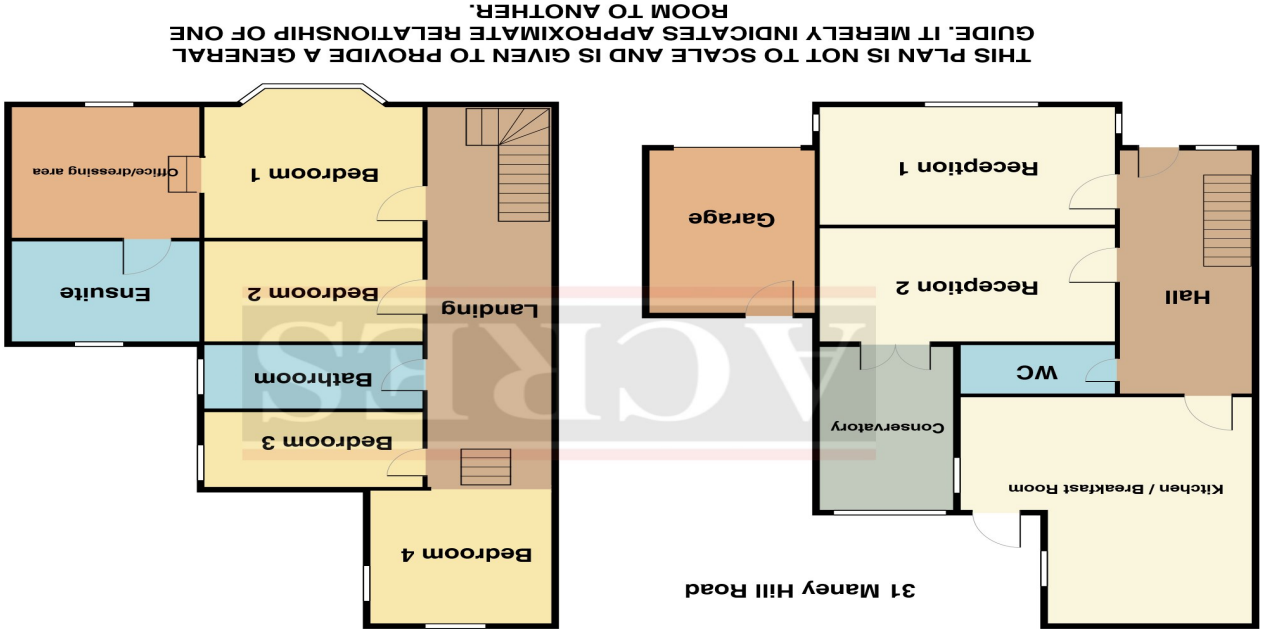 31 Maney Hill Road
Kitchen / Breakfast Room
Conservatory
WC
Hall
Reception 2
Reception 1
Garage
Bedroom 4
Bedroom 3
Bathroom
Landing
Bedroom 2
Ensuite
Bedroom 1
Office/dressing area
ACRES
THIS PLAN IS NOT TO SCALE AND IS GIVEN TO PROVIDE A GENERAL
GUIDE. IT MERELY INDICATES APPROXIMATE RELATIONSHIP OF ONE
ROOM TO ANOTHER.